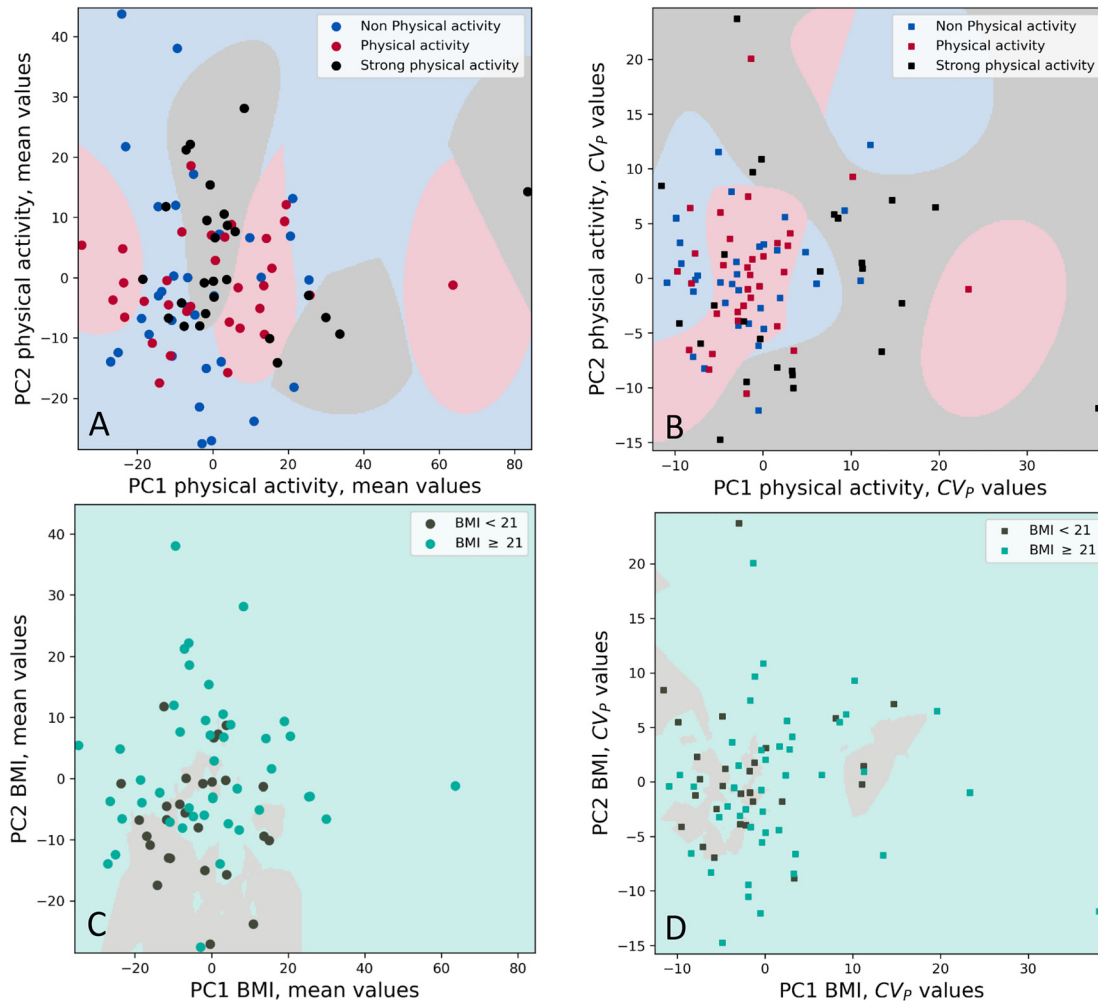 40
30
20
10
0
−10
−20
−20
0
20
40
60
80
PC2 physical activity, mean values
PC1 physical activity, mean values
Non Physical activity
Physical activity
Strong physical activity
A
20
15
10
5
0
−5
−10
−15
−10
0
10
20
30
PC2 physical activity, CVP values
PC1 physical activity, CVP values
Non Physical activity
Physical activity
Strong physical activity
B
40
30
20
10
0
−10
−20
−20
0
20
40
60
80
PC2 BMI, mean values
PC1 BMI, mean values
BMI < 21
BMI ≥ 21
C
20
15
10
5
0
−5
−10
−15
−10
0
10
20
30
PC2 BMI, CVP values
PC1 BMI, CVP values
BMI < 21
BMI ≥ 21
D